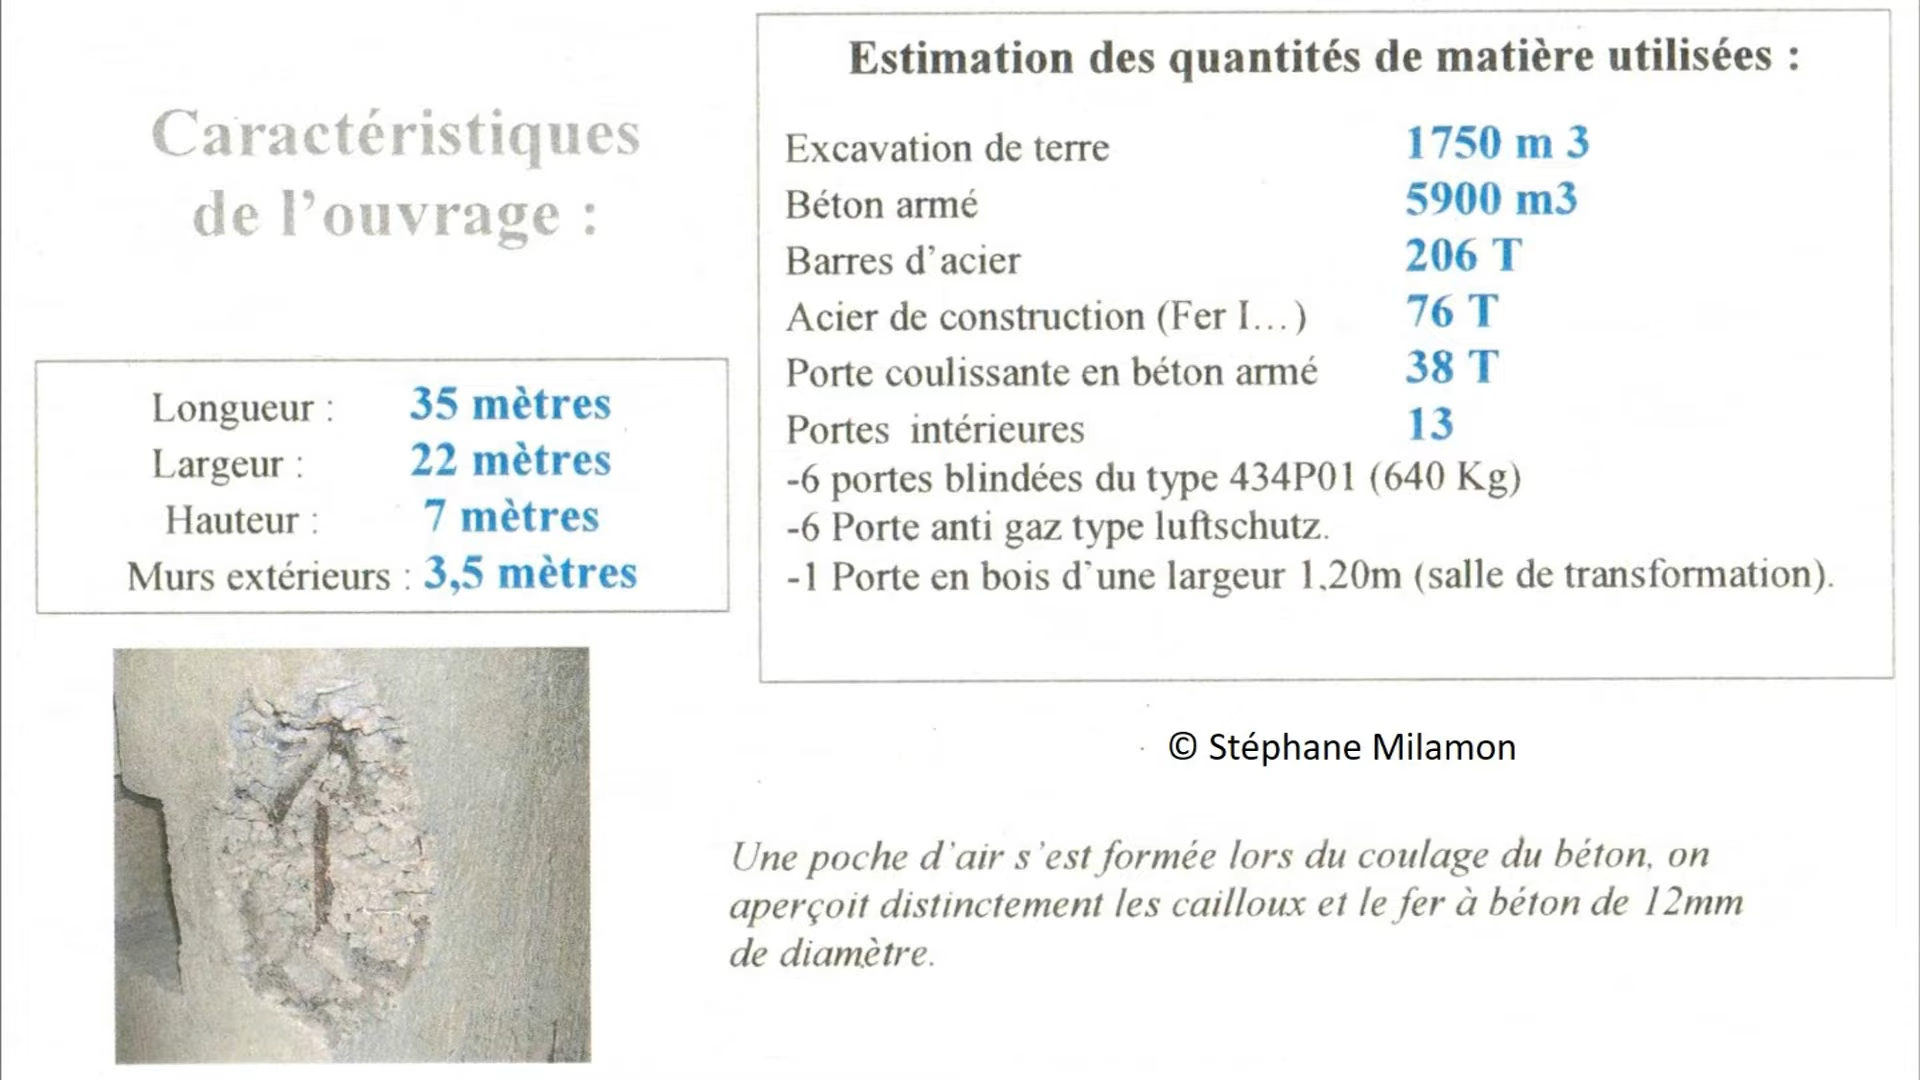 Caractéristiques
de l’ouvrage :
Longueur : 35 mètres
Largeur : 22 mètres
Hauteur : 7 mètres
Murs extérieurs : 3,5 mètres
Estimation des quantités de matière utilisées :
Excavation de terre 1750 m 3
Béton armé 5900 m3
Barres d’acier 206 T
Acier de construction (Fer I…) 76 T
Porte coulissante en béton armé 38 T
Portes intérieures 13
-6 portes blindées du type 434P01 (640 Kg)
-6 Porte anti gaz type luftschutz.
-1 Porte en bois d’une largeur 1,20m (salle de transformation).
© Stéphane Milamon
Une poche d’air s’est formée lors du coulage du béton, on
aperçoit distinctement les cailloux et le fer à béton de 12mm
de diamètre.